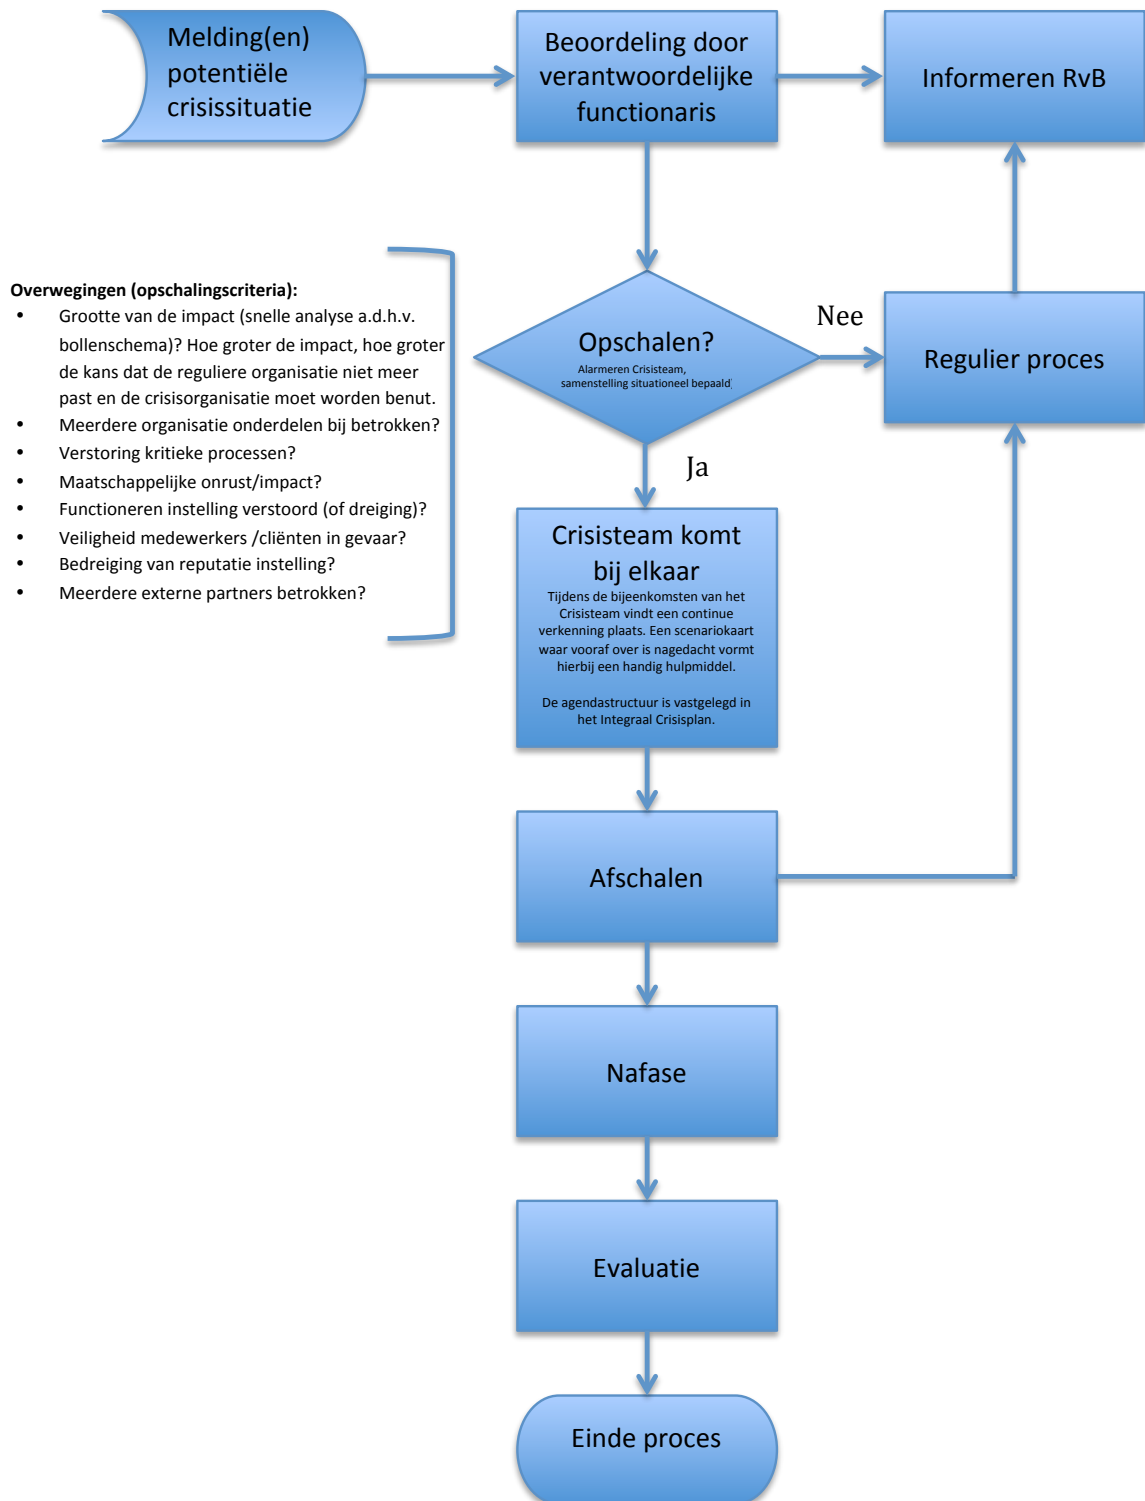 Melding(en)
potentiële
crisissituatie
Beoordeling door
verantwoordelijke
functionaris
Informeren RvB
Overwegingen (opschalingscriteria):
• Grootte van de impact (snelle analyse a.d.h.v.
bollenschema)? Hoe groter de impact, hoe groter
de kans dat de reguliere organisatie niet meer
past en de crisisorganisatie moet worden benut.
• Meerdere organisatie onderdelen bij betrokken?
• Verstoring kritieke processen?
• Maatschappelijke onrust/impact?
• Functioneren instelling verstoord (of dreiging)?
• Veiligheid medewerkers /cliënten in gevaar?
• Bedreiging van reputatie instelling?
• Meerdere externe partners betrokken?
Opschalen?
Alarmeren Crisisteam,
samenstelling situationeel bepaald)
Nee
Regulier proces
Ja
Crisisteam komt
bij elkaar
Tijdens de bijeenkomsten van het
Crisisteam vindt een continue
verkenning plaats. Een scenariokaart
waar vooraf over is nagedacht vormt
hierbij een handig hulpmiddel.
De agendastructuur is vastgelegd in
het Integraal Crisisplan.
Afschalen
Nafase
Evaluatie
Einde proces